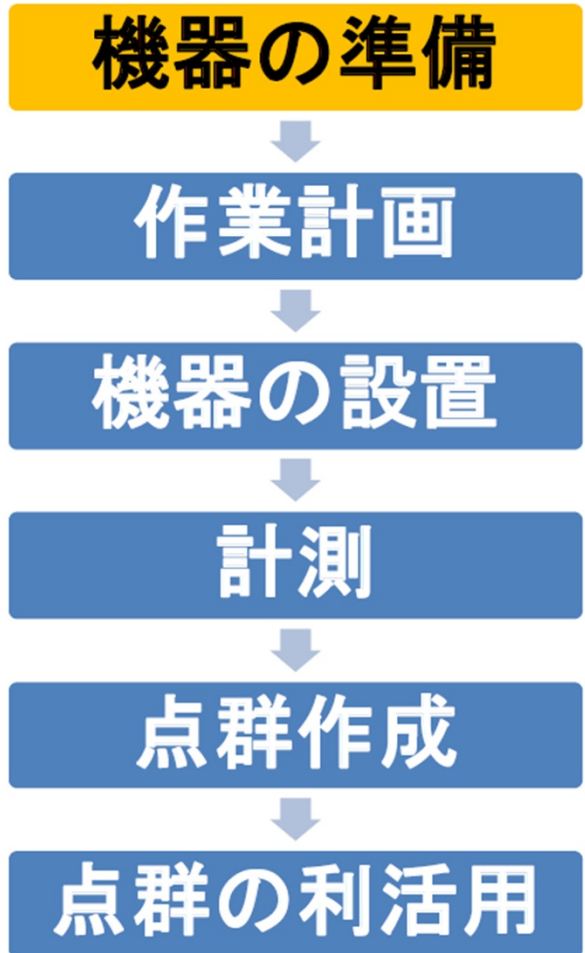 機器の準備
作業計画
機器の設置
計測
点群作成
点群の利活用